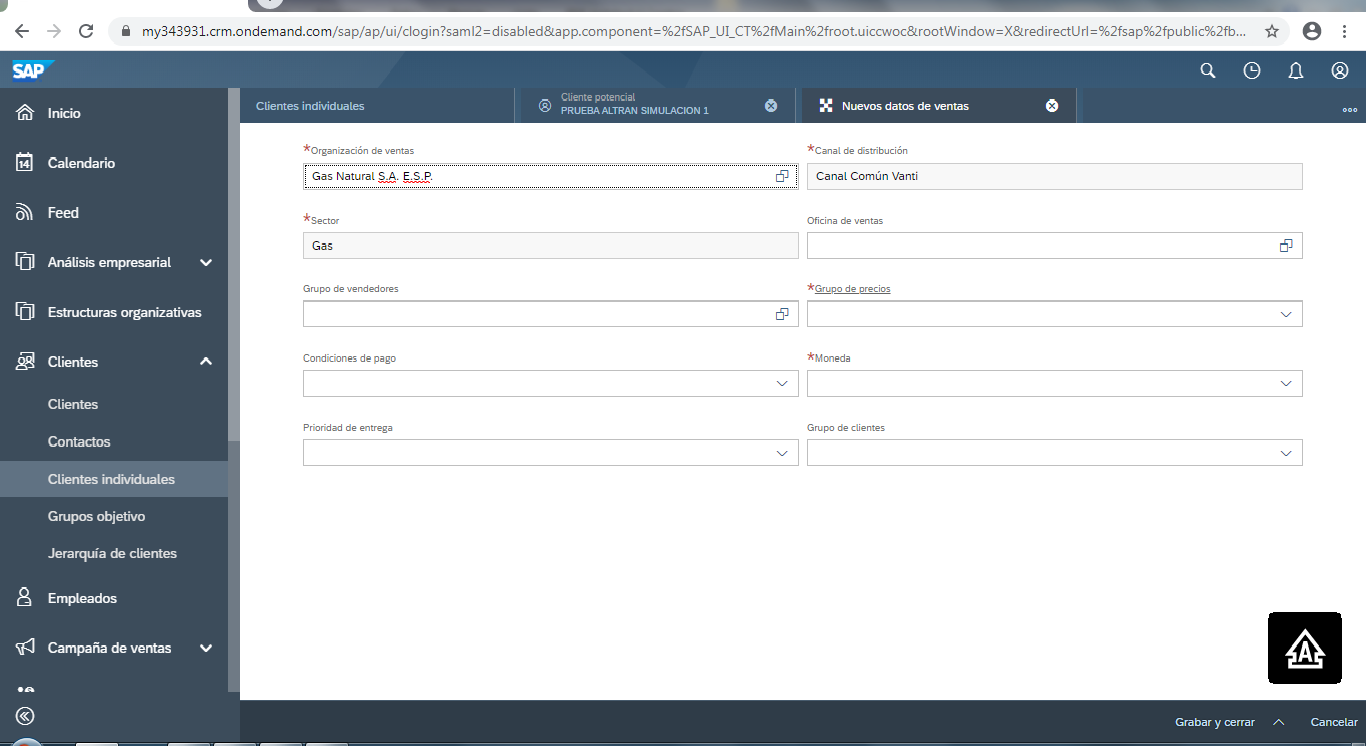 my343931.crm.ondemand.com/sap/ap/ui/clogin?saml2=disabled&app.component=%2fSAP_UI_CT%2fMain%2froot.uiccwoc&rootWindow=X&redirectUrl=%2fsap%2fpublic%2fb...
SAP
Inicio
Calendario
14
Feed
Análisis empresarial
Estructuras organizativas
Clientes
Clientes
Contactos
Clientes individuales
Grupos objetivo
Jerarquía de clientes
Empleados
Campaña de ventas
Clientes individuales
Cliente potencial
PRUEBA ALTRAN SIMULACION 1
Nuevos datos de ventas
*Organización de ventas
Gas Natural S.A. E.S.P.
*Canal de distribución
Canal Común Vanti
*Sector
Gas
Oficina de ventas
Grupo de vendedores
*Grupo de precios
Condiciones de pago
*Moneda
Prioridad de entrega
Grupo de clientes
A
Grabar y cerrar
Cancelar